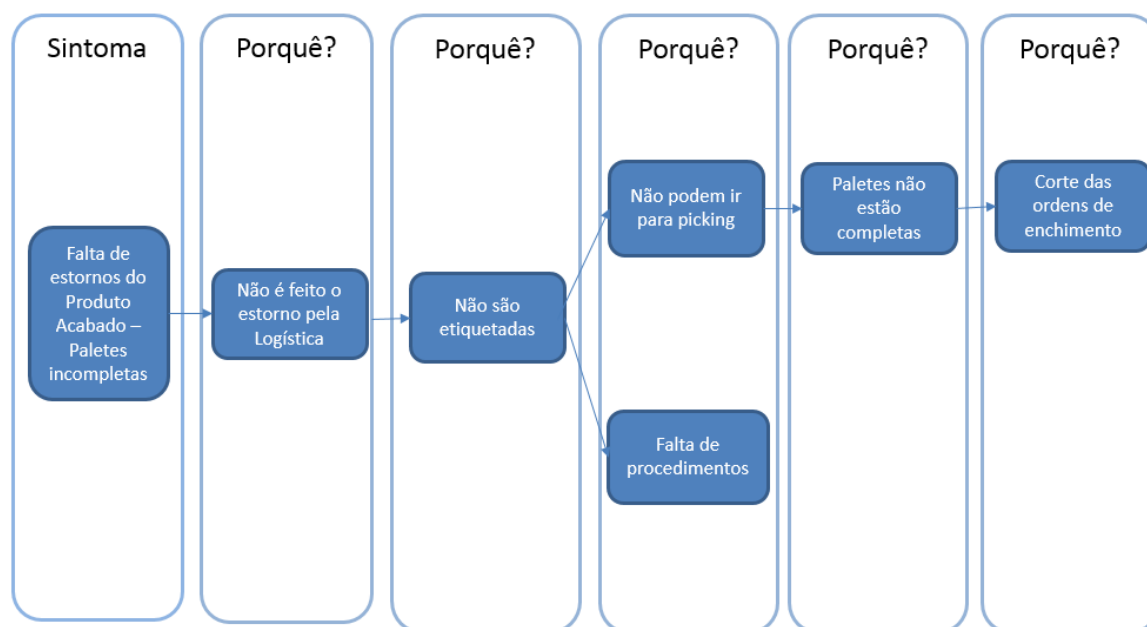 Sintoma
Porquê?
Porquê?
Porquê?
Porquê?
Porquê?
Falta de
estornos do
Produto
Acabado –
Paletes
incompletas
Não é feito o
estorno pela
Logística
Não são
etiquetadas
Não podem ir
para picking
Paletes não
estão
completas
Corte das
ordens de
enchimento
Falta de
procedimentos